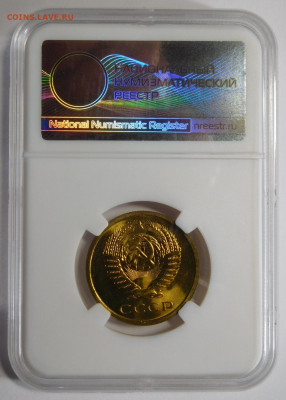 COINS.LAVE.RU
НАЦИОНАЛЬНЫЙ
НУМИЗМАТИЧЕСКИЙ
РЕЕСТР
National Numismatic Register nreestr.ru
СССР